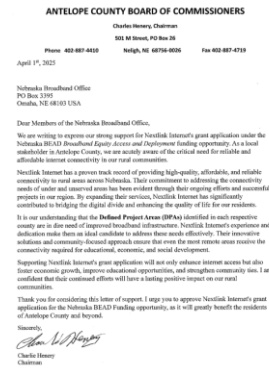 ANTELOPE COUNTY BOARD OF COMMISSIONERS
Charles Henery, Chairman
501 M Street, PO Box 26
Phone 402-887-4410 Neligh, NE 68756-0026 Fax 402-887-4719
April 1st, 2025
Nebraska Broadband Office
PO Box 3395
Omaha, NE 68103 USA
Dear Members of the Nebraska Broadband Office,
We are writing to express our strong support for Nextlink Internet's grant application under the
Nebraska BEAD Broadband Equity Access and Deployment funding opportunity. As a local
stakeholder in Antelope County, we are acutely aware of the critical need for reliable and
affordable internet connectivity in our rural communities.
Nextlink Internet has a proven track record of providing high-quality, affordable, and reliable
connectivity to rural areas across Nebraska. Their commitment to addressing the connectivity
needs of under and unserved areas has been evident through their ongoing efforts and successful
projects in our region. By expanding their services, Nextlink Internet has significantly
contributed to bridging the digital divide and enhancing the quality of life for our residents.
It is our understanding that the Defined Project Areas (DPAs) identified in each respective
county are in dire need of improved broadband infrastructure. Nextlink Internet's experience and
dedication make them an ideal candidate to address these needs effectively. Their innovative
solutions and community-focused approach ensure that even the most remote areas receive the
connectivity required for educational, economic, and social development.
Supporting Nextlink Internet's grant application will not only enhance internet access but also
foster economic growth, improve educational opportunities, and strengthen community ties. I am
confident that their continued efforts will have a lasting positive impact on our rural
communities.
Thank you for considering this letter of support. I urge you to approve Nextlink Internet's grant
application for the Nebraska BEAD Funding opportunity, as it will greatly benefit the residents
of Antelope County and beyond.
Sincerely,
Charlie Henery
Chairman